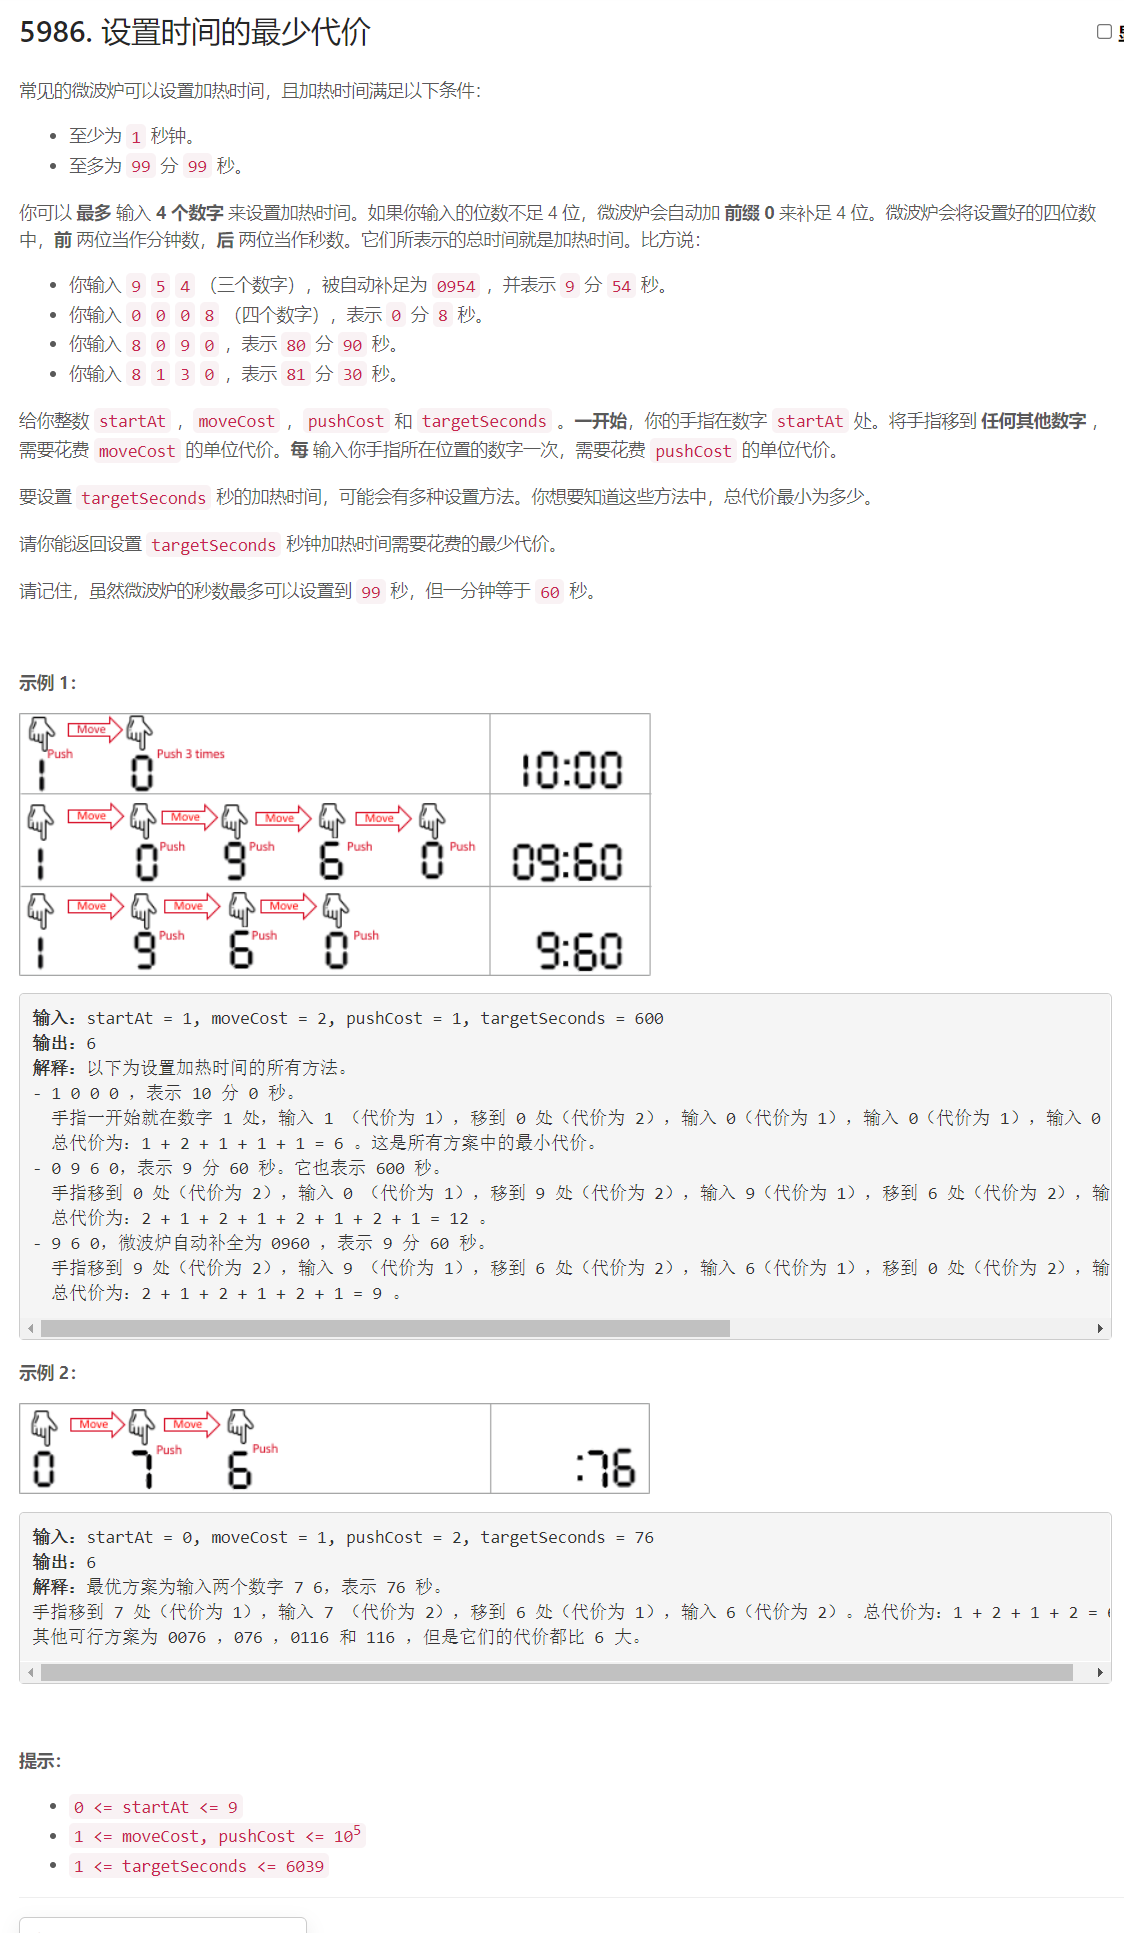 5986. 设置时间的最少代价
常见的微波炉可以设置加热时间，且加热时间满足以下条件：
• 至少为 1 秒钟。
• 至多为 99 分 99 秒。
你可以 最多 输入 4 个数字 来设置加热时间。如果你输入的位数不足 4 位，微波炉会自动加 前缀 0 来补足 4 位。微波炉会将设置好的四位数
中，前 两位当作分钟数，后 两位当作秒数。它们所表示的总时间就是加热时间。比方说：
• 你输入 9 5 4 （三个数字），被自动补足为 0954 ，并表示 9 分 54 秒。
• 你输入 0 0 0 8 （四个数字），表示 0 分 8 秒。
• 你输入 8 0 9 0 ，表示 80 分 90 秒。
• 你输入 8 1 3 0 ，表示 81 分 30 秒。
给你整数 startAt ，moveCost ，pushCost 和 targetSeconds 。一开始，你的手指在数字 startAt 处。将手指移到 任何其他数字 ，
需要花费 moveCost 的单位代价。每 输入你手指所在位置的数字一次，需要花费 pushCost 的单位代价。
要设置 targetSeconds 秒的加热时间，可能会有多种设置方法。你想要知道这些方法中，总代价最小为多少。
请你能返回设置 targetSeconds 秒钟加热时间需要花费的最少代价。
请记住，虽然微波炉的秒数最多可以设置到 99 秒，但一分钟等于 60 秒。
示例 1：
Move
Push Push 3 times
1 0 10:00
Move Move Move Move
Push Push Push Push
1 0 9 6 0 09:60
Move Move Move
Push Push Push
1 9 6 0 9:60
输入：startAt = 1, moveCost = 2, pushCost = 1, targetSeconds = 600
输出：6
解释：以下为设置加热时间的所有方法。
- 1 0 0 0 ，表示 10 分 0 秒。
手指一开始就在数字 1 处，输入 1 （代价为 1），移到 0 处（代价为 2），输入 0（代价为 1），输入 0（代价为 1），输入 0
总代价为：1 + 2 + 1 + 1 + 1 = 6 。这是所有方案中的最小代价。
- 0 9 6 0，表示 9 分 60 秒。它也表示 600 秒。
手指移到 0 处（代价为 2），输入 0 （代价为 1），移到 9 处（代价为 2），输入 9（代价为 1），移到 6 处（代价为 2），输
总代价为：2 + 1 + 2 + 1 + 2 + 1 + 2 + 1 = 12 。
- 9 6 0，微波炉自动补全为 0960 ，表示 9 分 60 秒。
手指移到 9 处（代价为 2），输入 9 （代价为 1），移到 6 处（代价为 2），输入 6（代价为 1），移到 0 处（代价为 2），输
总代价为：2 + 1 + 2 + 1 + 2 + 1 = 9 。
示例 2：
Move Move
Push Push
0 7 6 :76
输入：startAt = 0, moveCost = 1, pushCost = 2, targetSeconds = 76
输出：6
解释：最优方案为输入两个数字 7 6，表示 76 秒。
手指移到 7 处（代价为 1），输入 7 （代价为 2），移到 6 处（代价为 1），输入 6（代价为 2）。总代价为：1 + 2 + 1 + 2 =
其他可行方案为 0076 ，076 ，0116 和 116 ，但是它们的代价都比 6 大。
提示：
• 0 <= startAt <= 9
• 1 <= moveCost, pushCost <= 10⁵
• 1 <= targetSeconds <= 6039